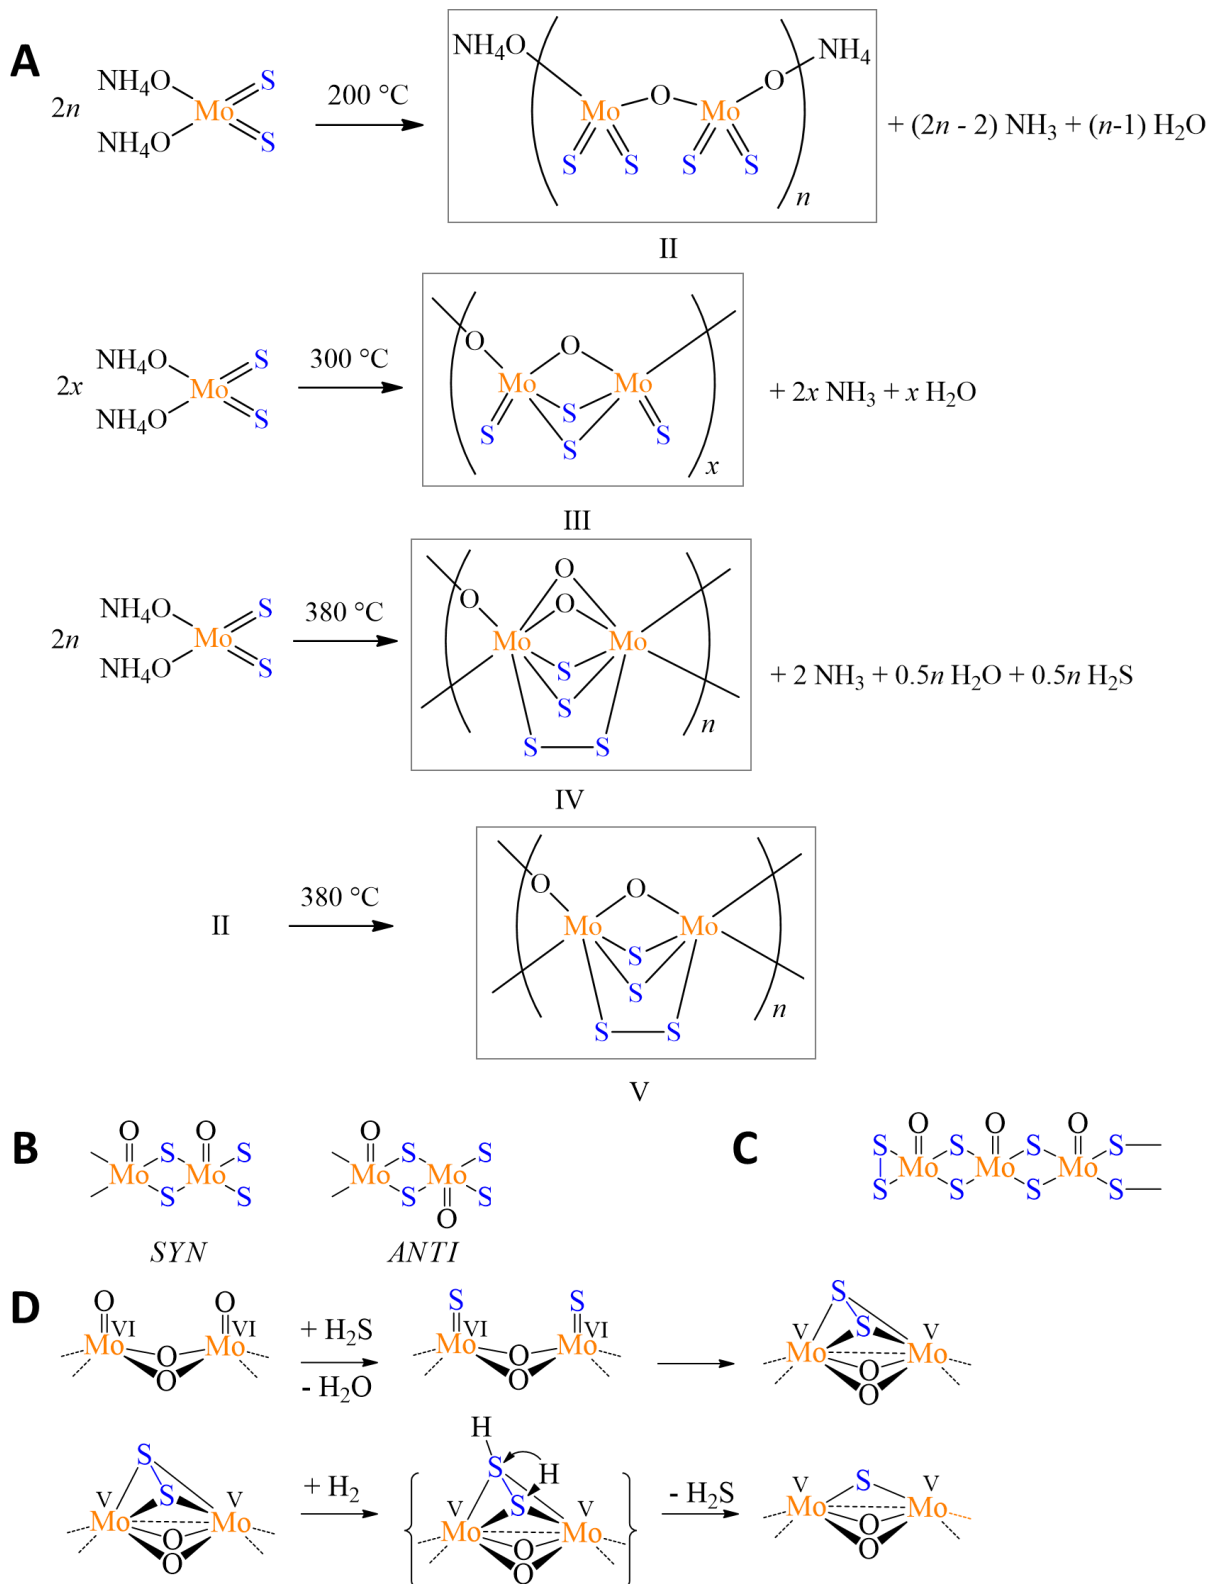 A
2n NH4O NH4O Mo S S 200 °C NH4O Mo O Mo O NH4 S S S S n + (2n - 2) NH3 + (n-1) H2O
II
2x NH4O NH4O Mo S S 300 °C O O Mo Mo S S S S x + 2x NH3 + x H2O
III
2n NH4O NH4O Mo S S 380 °C O O O Mo Mo S S S S n + 2 NH3 + 0.5n H2O + 0.5n H2S
IV
II 380 °C O O Mo Mo S S S S n
V
B
O O Mo S S Mo S S
SYN
O Mo S S Mo S S O
ANTI
C
S S O Mo S S O Mo S S O Mo S S
D
O O VI VI Mo O O Mo + H2S - H2O S S VI VI Mo O O Mo S S V V Mo O O Mo
S S V V Mo O O Mo + H2 H S H S V V Mo O O Mo - H2S V S V Mo O O Mo